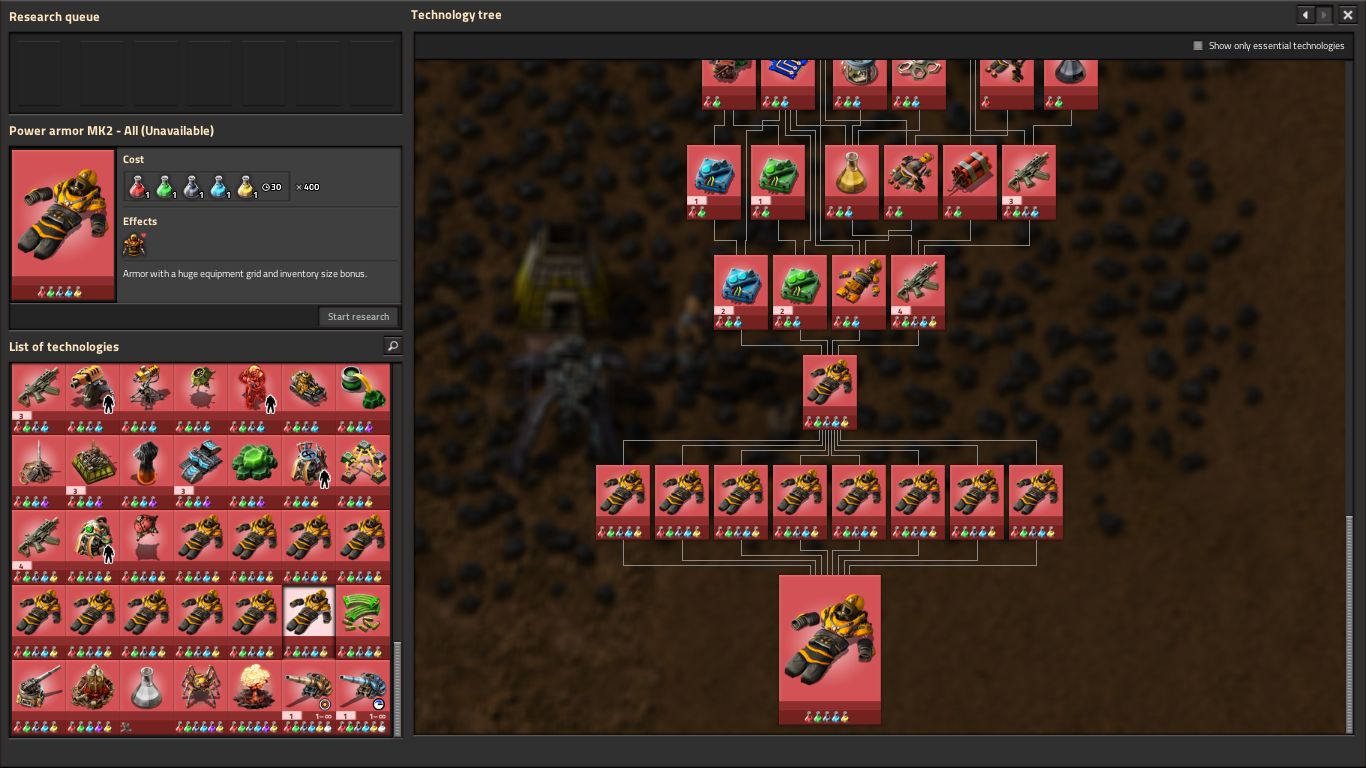 Research queue
Technology tree
Show only essential technologies
Power armor MK2 - All (Unavailable)
Cost
1 1 1 1 1 30 × 400
Effects
Armor with a huge equipment grid and inventory size bonus.
Start research
List of technologies
1 1 3
2 2 4
3
3 3
4
1 1-∞ 1 1-∞